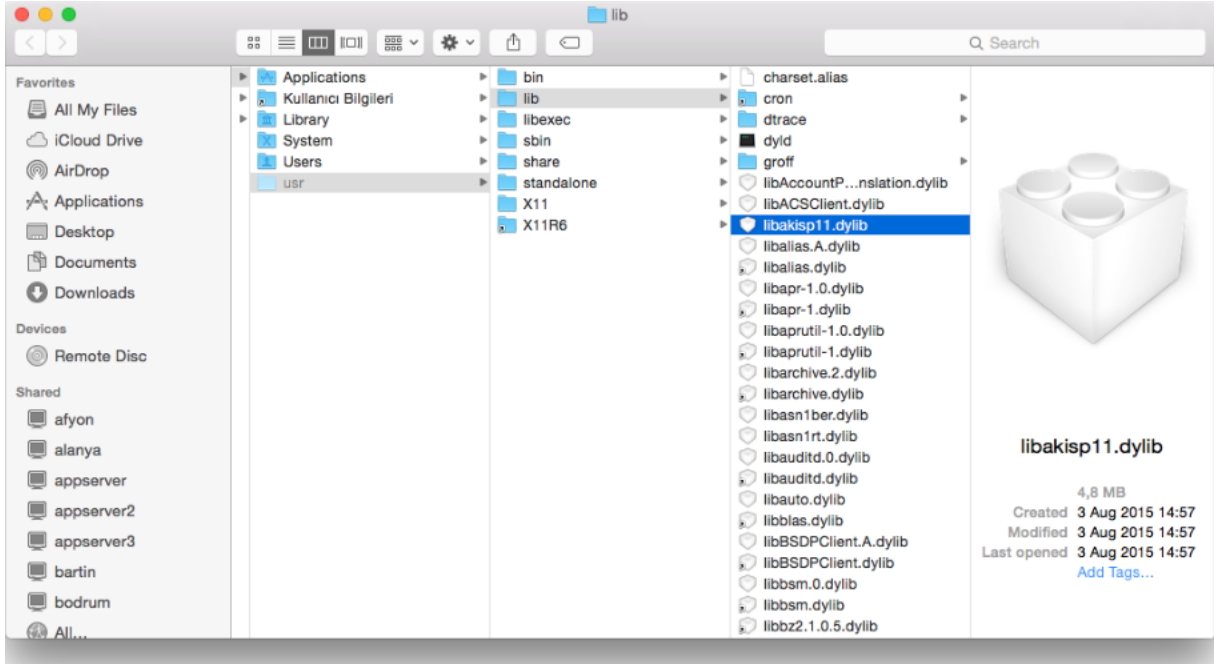 lib
Search
Favorites
All My Files
iCloud Drive
AirDrop
Applications
Desktop
Documents
Downloads
Devices
Remote Disc
Shared
afyon
alanya
appserver
appserver2
appserver3
bartin
bodrum
All...
Applications
Kullanıcı Bilgileri
Library
System
Users
usr
bin
lib
libexec
sbin
share
standalone
X11
X11R6
charset.alias
cron
dtrace
dyld
groff
libAccountP...nslation.dylib
libACSClient.dylib
libakisp11.dylib
libalias.A.dylib
libalias.dylib
libapr-1.0.dylib
libapr-1.dylib
libaprutil-1.0.dylib
libaprutil-1.dylib
libarchive.2.dylib
libarchive.dylib
libasn1ber.dylib
libasn1rt.dylib
libauditd.0.dylib
libauditd.dylib
libauto.dylib
libblas.dylib
libBSDPClient.A.dylib
libBSDPClient.dylib
libbsm.0.dylib
libbsm.dylib
libbz2.1.0.5.dylib
libakisp11.dylib
4,8 MB
Created 3 Aug 2015 14:57
Modified 3 Aug 2015 14:57
Last opened 3 Aug 2015 14:57
Add Tags...